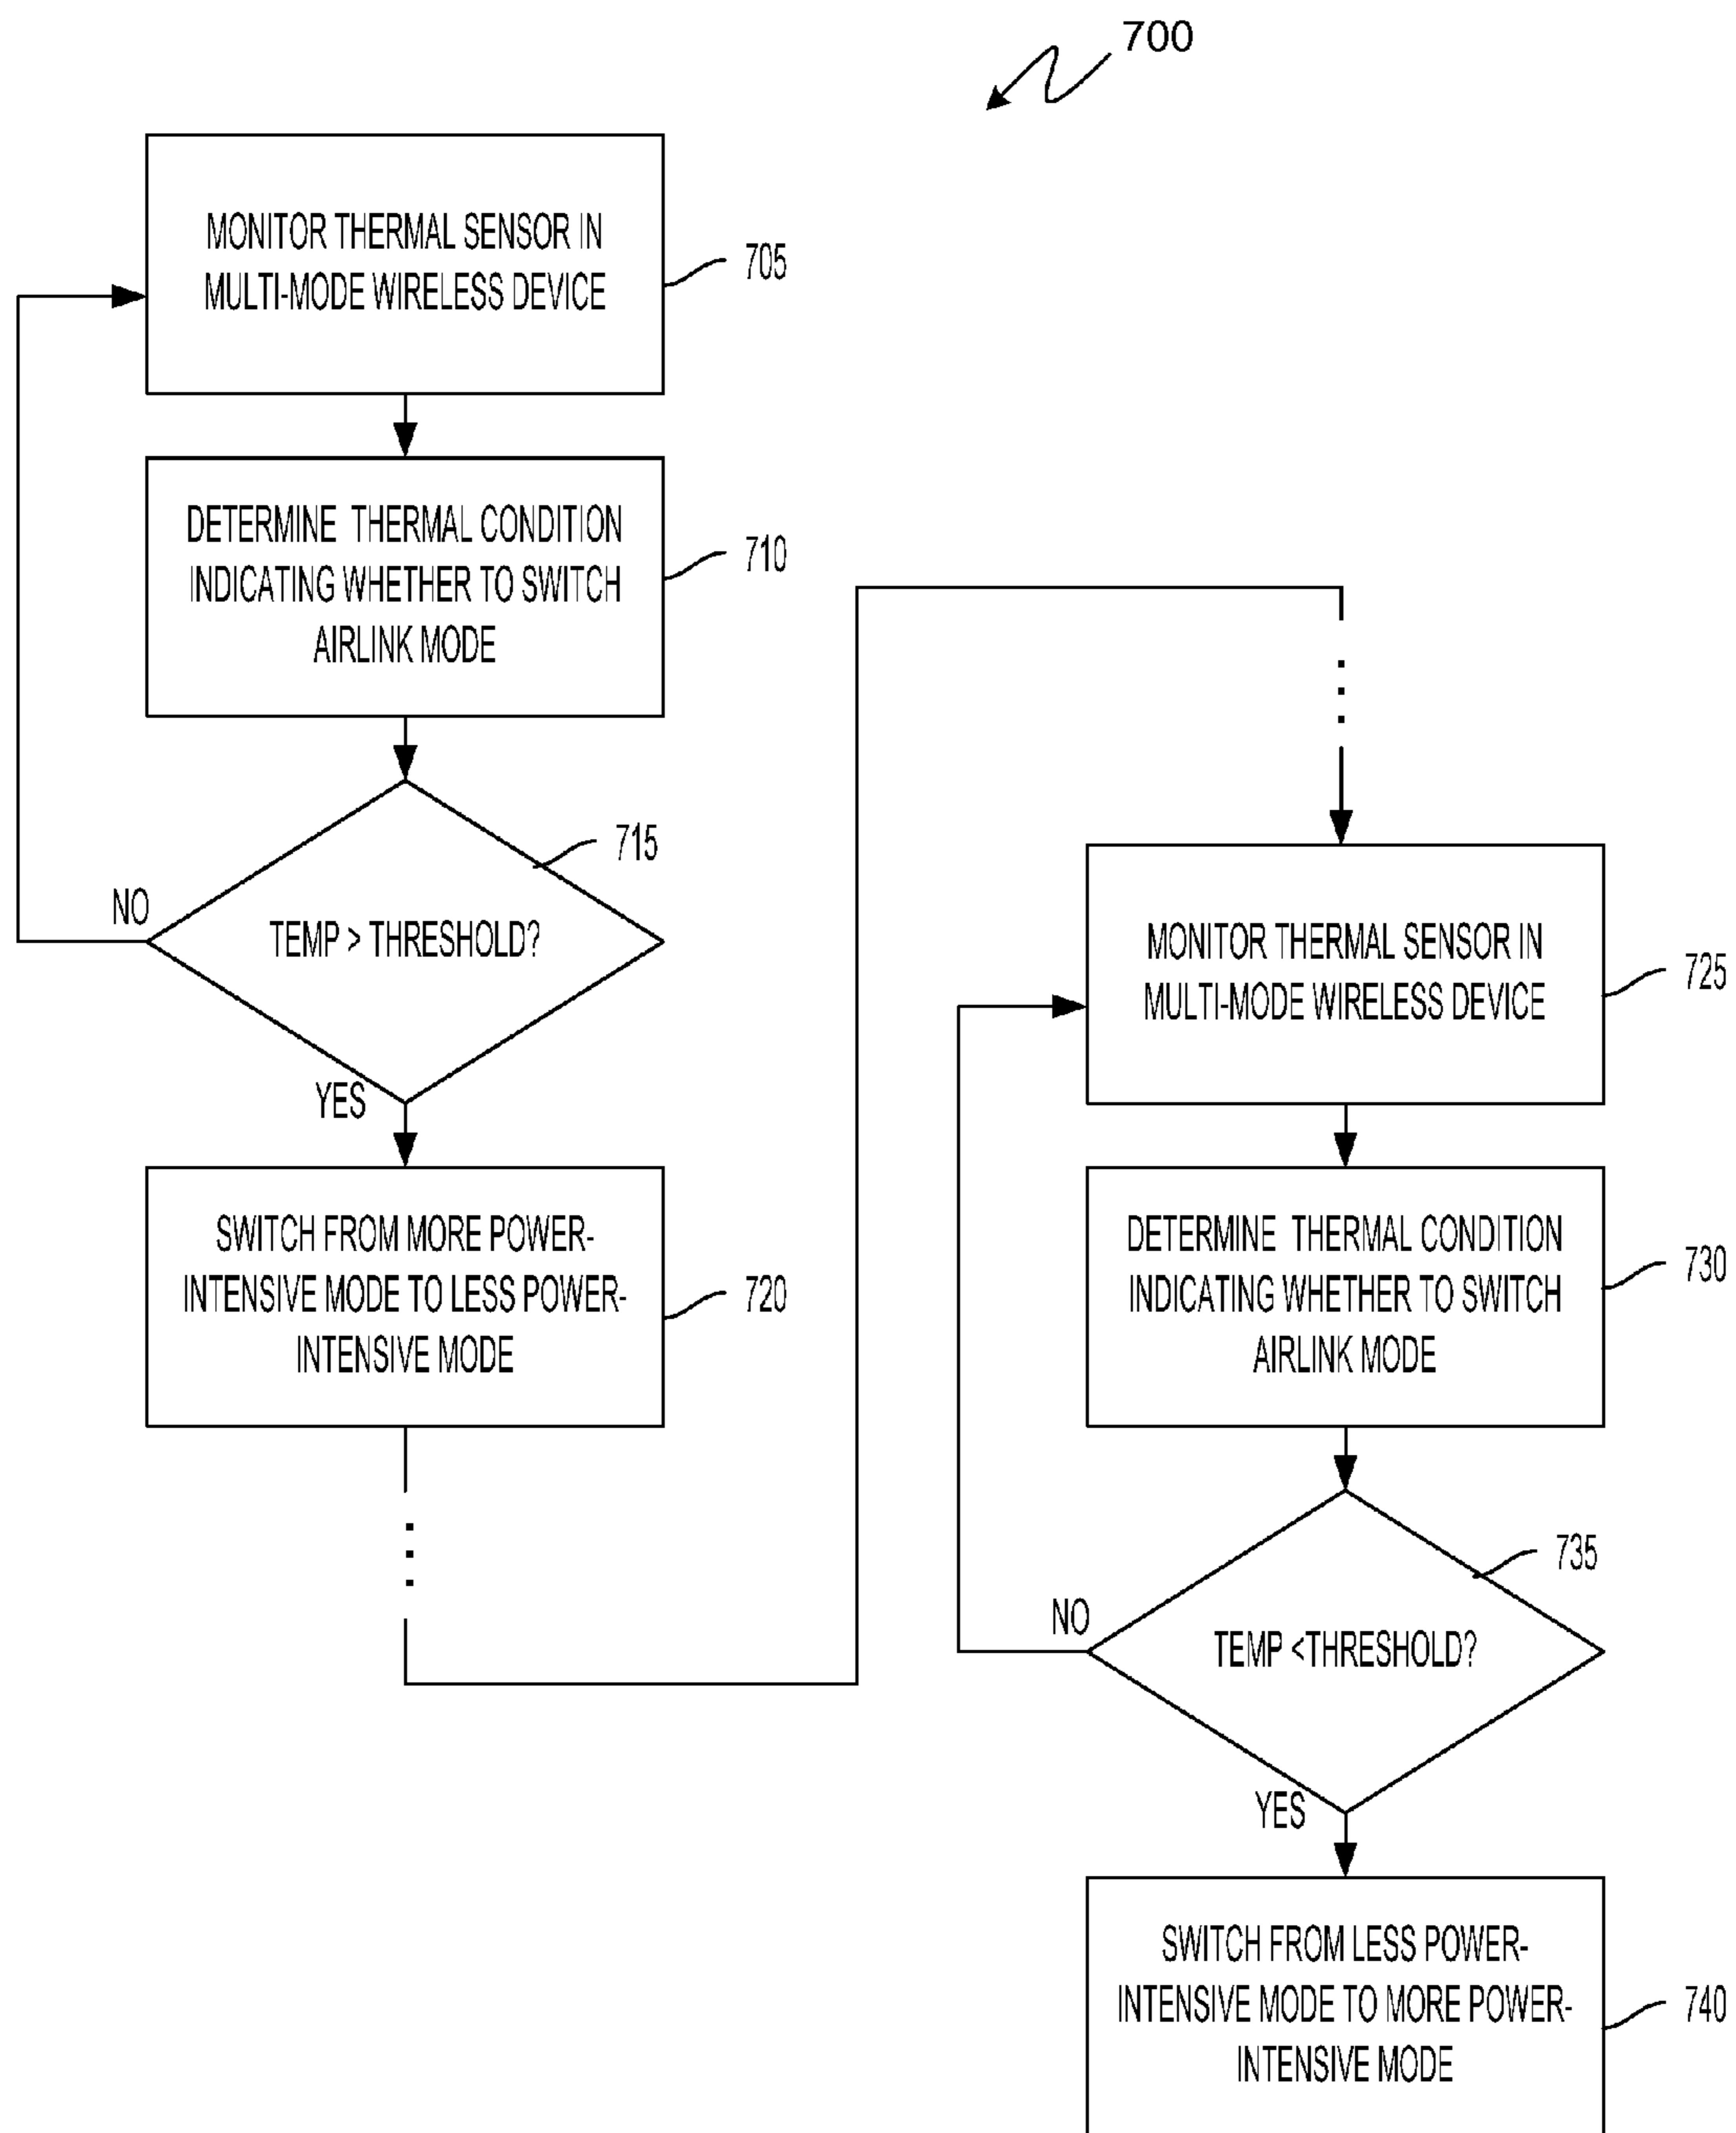 700
MONITOR THERMAL SENSOR IN
MULTI-MODE WIRELESS DEVICE
705
DETERMINE THERMAL CONDITION
INDICATING WHETHER TO SWITCH
AIRLINK MODE
710
715
TEMP > THRESHOLD?
NO
YES
SWITCH FROM MORE POWER-
INTENSIVE MODE TO LESS POWER-
INTENSIVE MODE
720
MONITOR THERMAL SENSOR IN
MULTI-MODE WIRELESS DEVICE
725
DETERMINE THERMAL CONDITION
INDICATING WHETHER TO SWITCH
AIRLINK MODE
730
735
TEMP <THRESHOLD?
NO
YES
SWITCH FROM LESS POWER-
INTENSIVE MODE TO MORE POWER-
INTENSIVE MODE
740